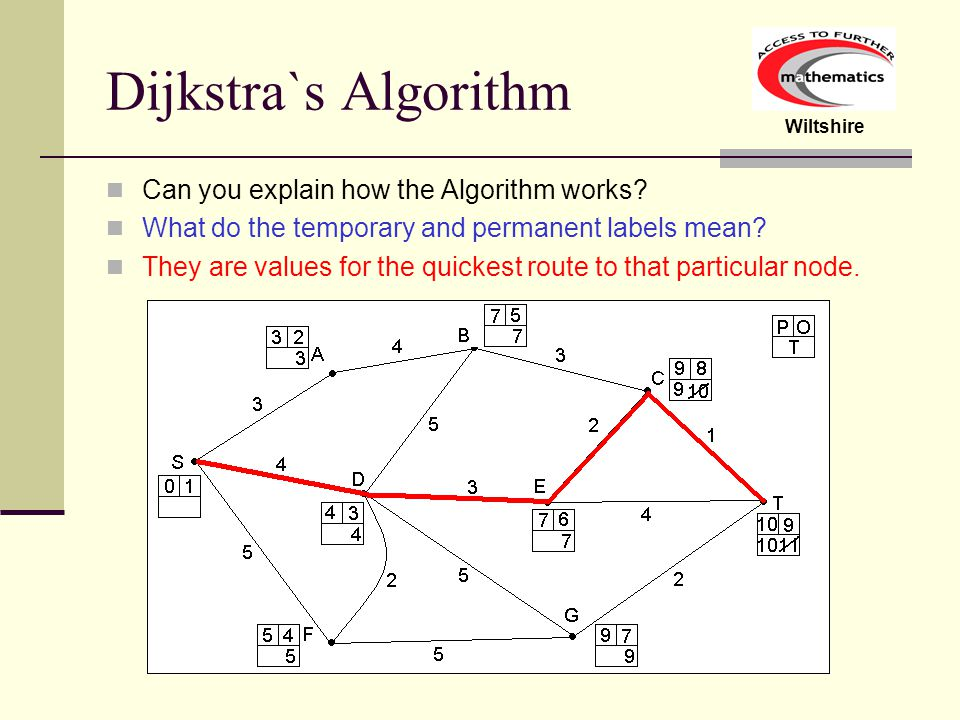 Dijkstra`s Algorithm
ACCESS TO FURTHER
mathematics
Wiltshire
Can you explain how the Algorithm works?
What do the temporary and permanent labels mean?
They are values for the quickest route to that particular node.
7 5
7
B
P O
T
3 2
3
A
4
3
9 8
9 10
C
3
5
2
1
S
4
D
3
E
T
0 1
4 3
4
7 6
7
4
10 9
10 11
5
2
5
2
G
5 4
5
F
5
9 7
9